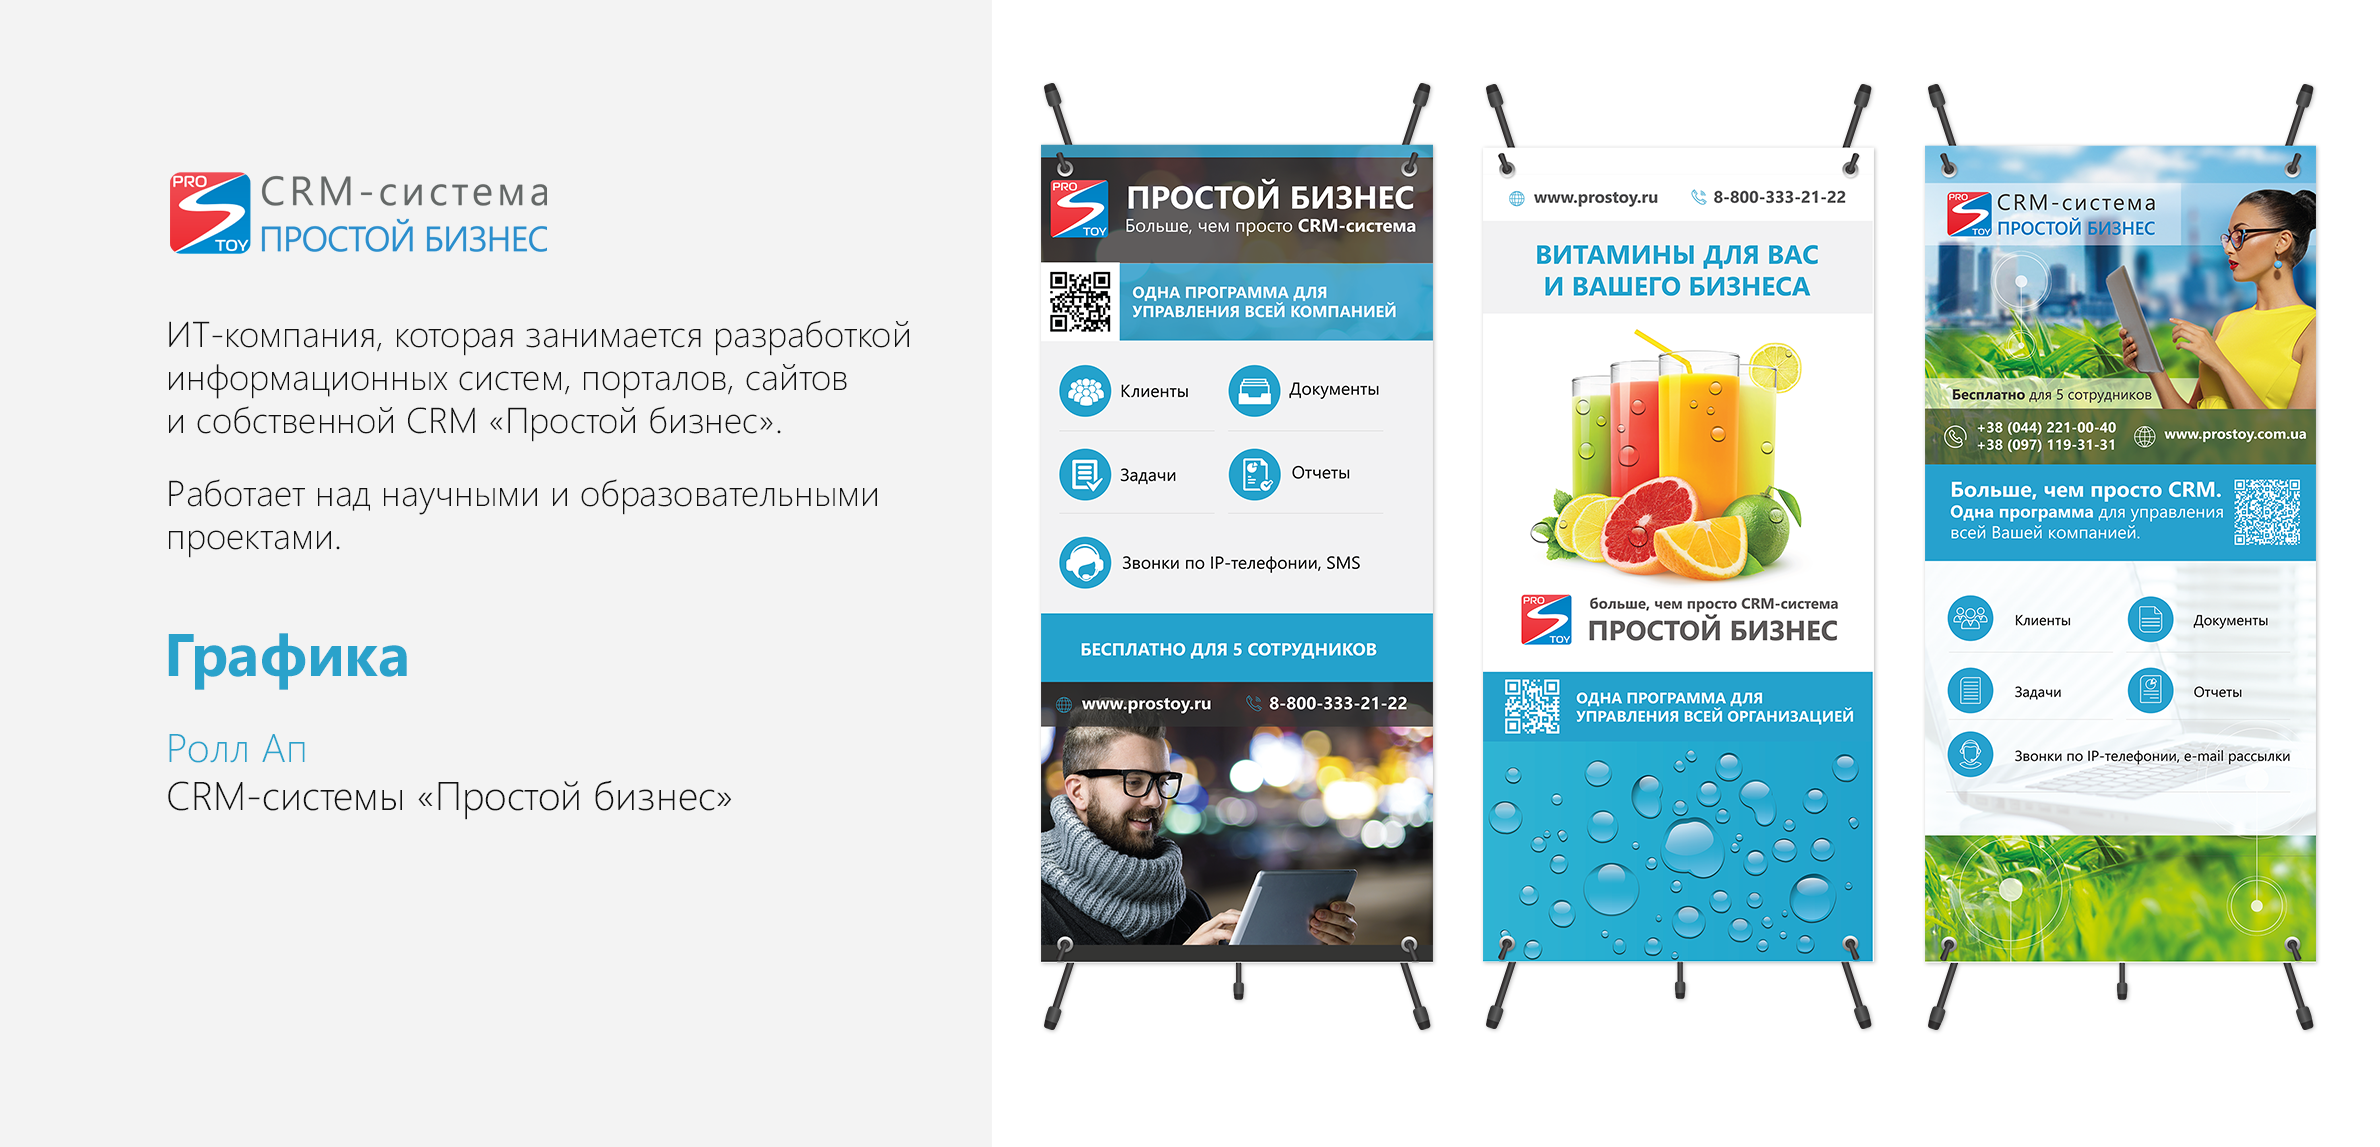 PRO
TOY
CRM-система
ПРОСТОЙ БИЗНЕС
ИТ-компания, которая занимается разработкой
информационных систем, порталов, сайтов
и собственной CRM «Простой бизнес».
Работает над научными и образовательными
проектами.
Графика
Ролл Ап
CRM-системы «Простой бизнес»
PRO
TOY
ПРОСТОЙ БИЗНЕС
Больше, чем просто CRM-система
ОДНА ПРОГРАММА ДЛЯ
УПРАВЛЕНИЯ ВСЕЙ КОМПАНИЕЙ
Клиенты
Документы
Задачи
Отчеты
Звонки по IP-телефонии, SMS
БЕСПЛАТНО ДЛЯ 5 СОТРУДНИКОВ
www.prostoy.ru
8-800-333-21-22
www.prostoy.ru
8-800-333-21-22
ВИТАМИНЫ ДЛЯ ВАС
И ВАШЕГО БИЗНЕСА
PRO
TOY
больше, чем просто CRM-система
ПРОСТОЙ БИЗНЕС
ОДНА ПРОГРАММА ДЛЯ
УПРАВЛЕНИЯ ВСЕЙ ОРГАНИЗАЦИЕЙ
PRO
TOY
CRM-система
ПРОСТОЙ БИЗНЕС
Бесплатно для 5 сотрудников
+38 (044) 221-00-40
+38 (097) 119-31-31
www.prostoy.com.ua
Больше, чем просто CRM.
Одна программа для управления
всей Вашей компанией.
Клиенты
Документы
Задачи
Отчеты
Звонки по IP-телефонии, e-mail рассылки